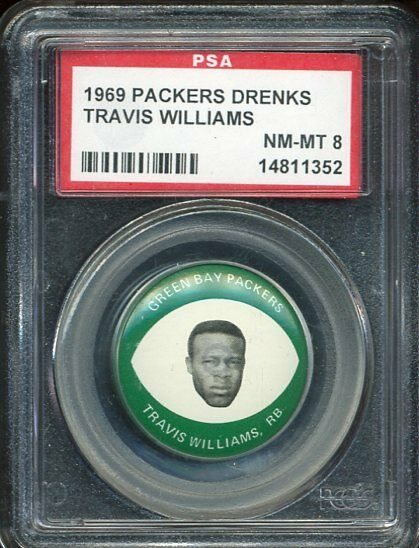 PSA
1969 PACKERS DRENKS
TRAVIS WILLIAMS
NM-MT 8
14811352
GREEN BAY PACKERS
TRAVIS WILLIAMS, RB.